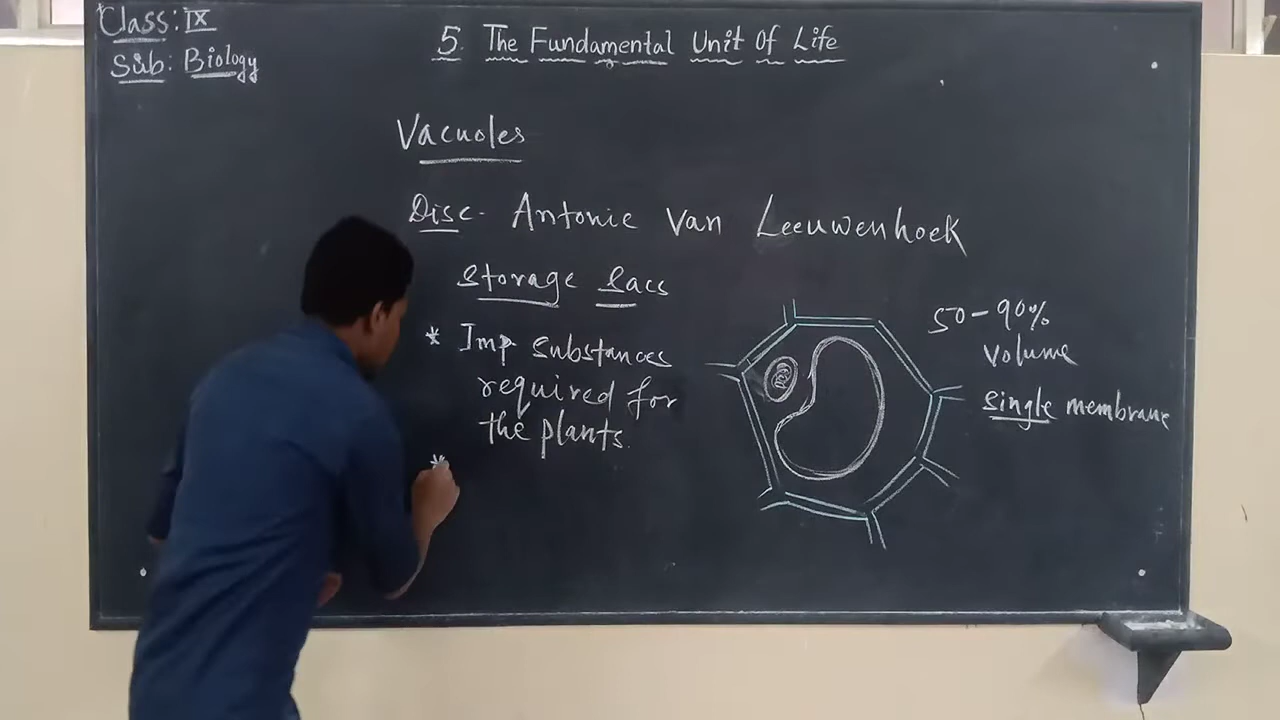 Class: IX
Sub: Biology
5. The Fundamental Unit Of Life
Vacuoles
Disc- Antonie Van Leeuwenhoek
Storage Sacs
* Imp substances
required for
the plants.
*
50-90%
volume
single membrane